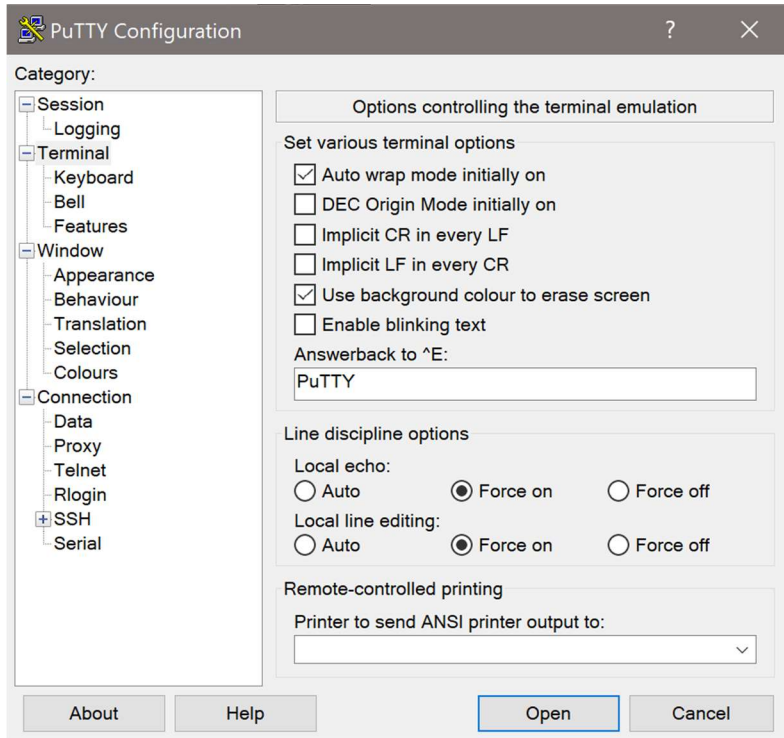 PuTTY Configuration
?
Category:
Session
Logging
Terminal
Keyboard
Bell
Features
Window
Appearance
Behaviour
Translation
Selection
Colours
Connection
Data
Proxy
Telnet
Rlogin
SSH
Serial
Options controlling the terminal emulation
Set various terminal options
Auto wrap mode initially on
DEC Origin Mode initially on
Implicit CR in every LF
Implicit LF in every CR
Use background colour to erase screen
Enable blinking text
Answerback to ^E:
PuTTY
Line discipline options
Local echo:
Auto Force on Force off
Local line editing:
Auto Force on Force off
Remote-controlled printing
Printer to send ANSI printer output to:
About Help Open Cancel